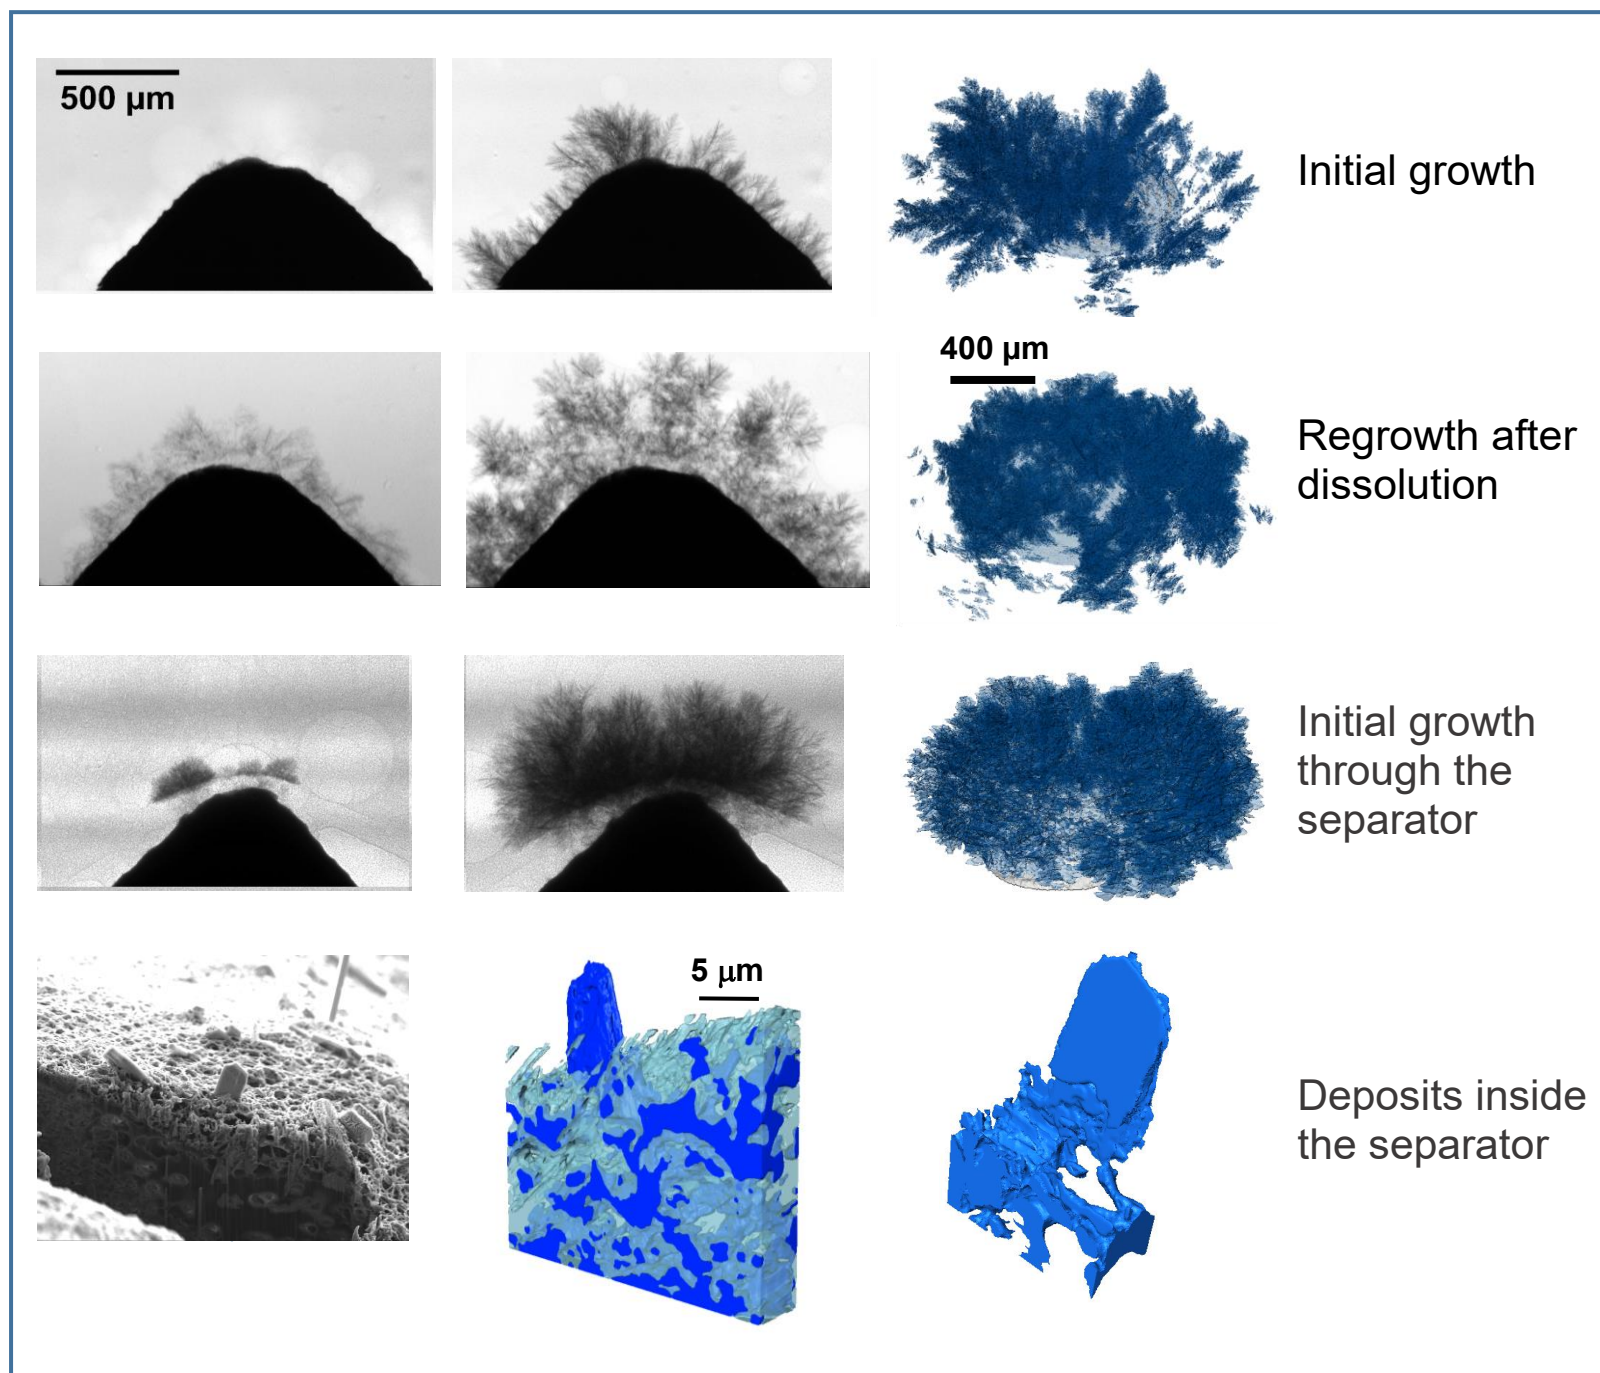 500 µm
Initial growth
400 µm
Regrowth after
dissolution
Initial growth
through the
separator
5 µm
Deposits inside
the separator